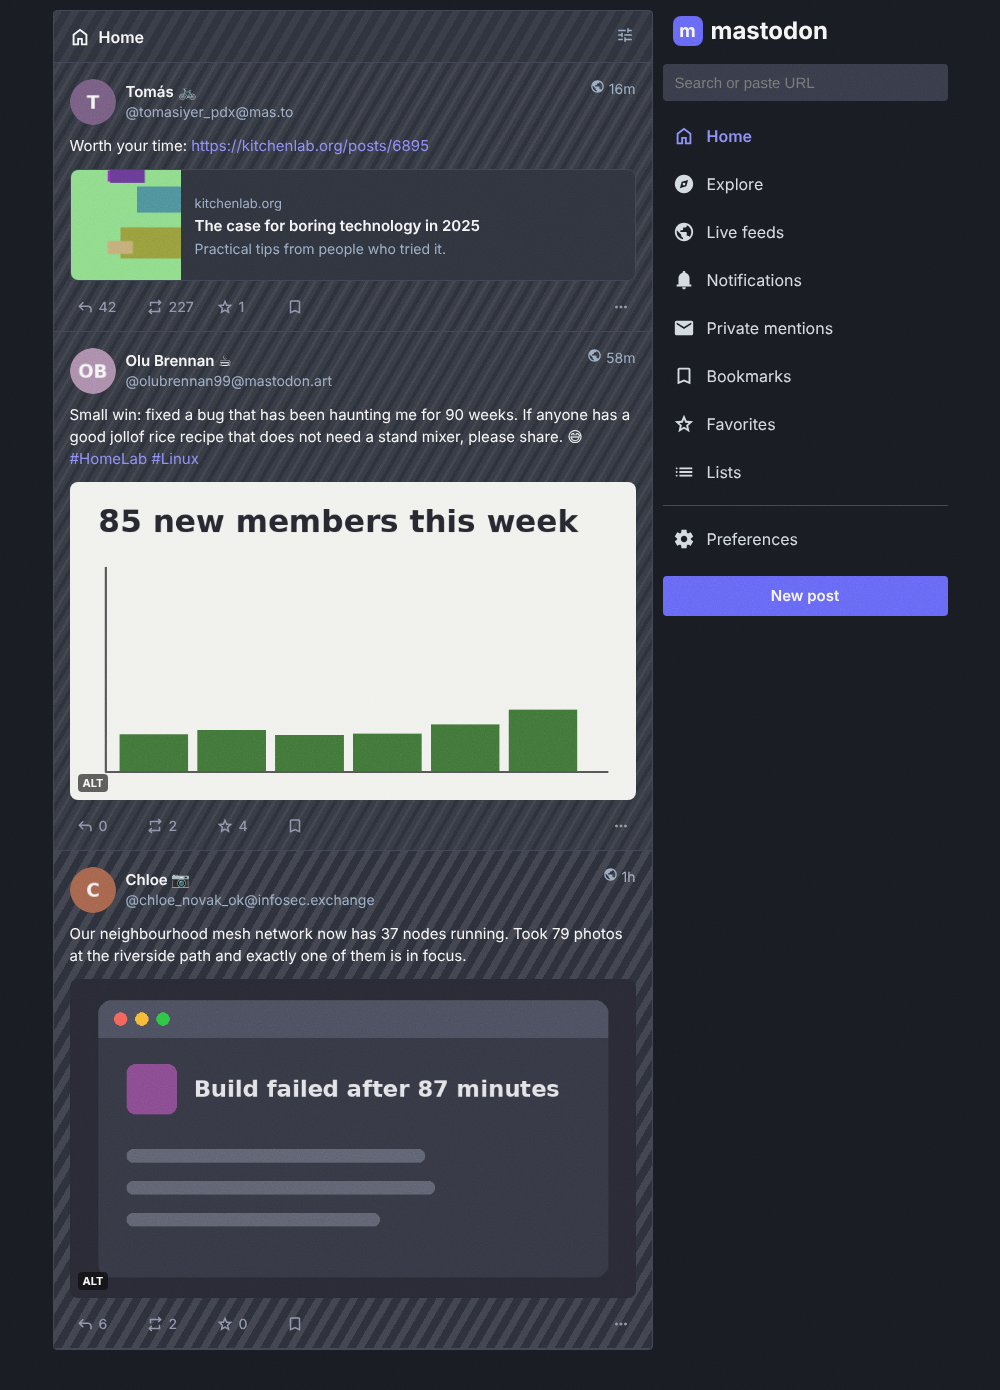 Home
T
Tomás 🚲
16m
@tomasiyer_pdx@mas.to
Worth your time: https://kitchenlab.org/posts/6895
kitchenlab.org
The case for boring technology in 2025
Practical tips from people who tried it.
42 227 1
OB
Olu Brennan ☕
58m
@olubrennan99@mastodon.art
Small win: fixed a bug that has been haunting me for 90 weeks. If anyone has a
good jollof rice recipe that does not need a stand mixer, please share. 😅
#HomeLab #Linux
85 new members this week
ALT
0 2 4
C
Chloe 📷
1h
@chloe_novak_ok@infosec.exchange
Our neighbourhood mesh network now has 37 nodes running. Took 79 photos
at the riverside path and exactly one of them is in focus.
Build failed after 87 minutes
ALT
6 2 0
m mastodon
Search or paste URL
Home
Explore
Live feeds
Notifications
Private mentions
Bookmarks
Favorites
Lists
Preferences
New post